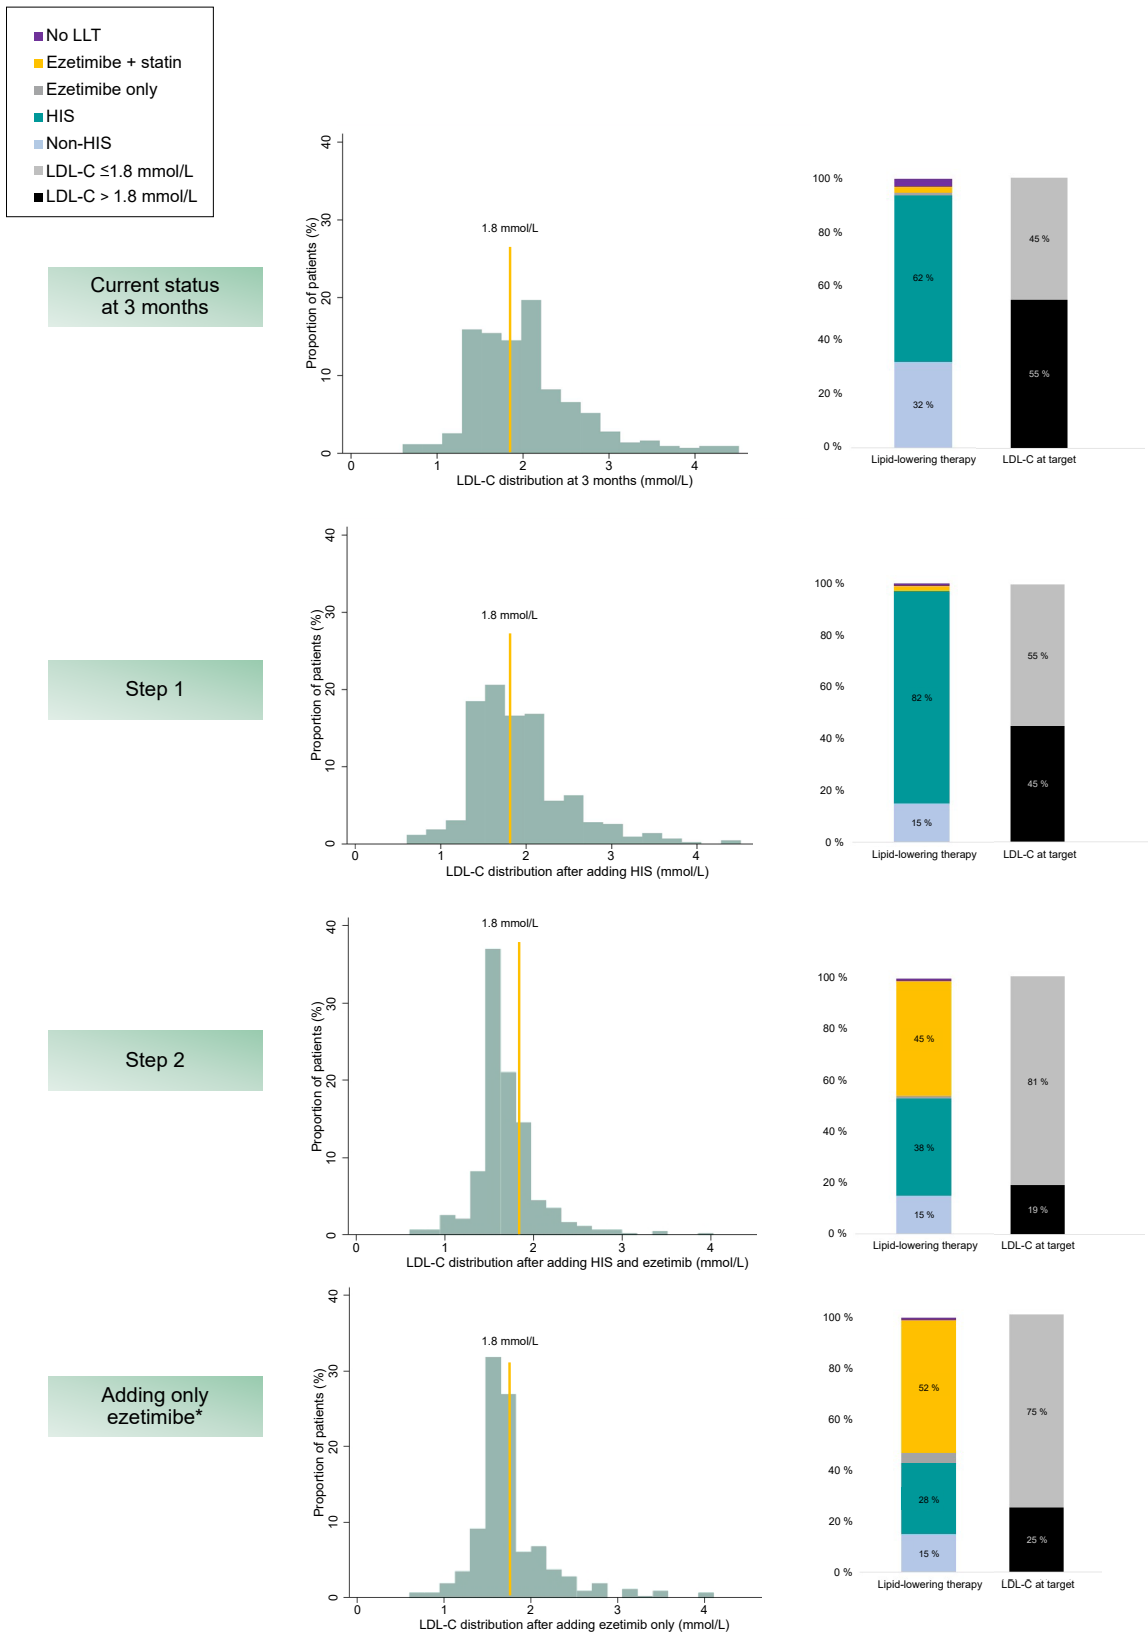 No LLT
Ezetimibe + statin
Ezetimibe only
HIS
Non-HIS
LDL-C ≤1.8 mmol/L
LDL-C > 1.8 mmol/L
Current status
at 3 months
Proportion of patients (%)
40
30
20
10
0
1.8 mmol/L
0 1 2 3 4
LDL-C distribution at 3 months (mmol/L)
100 %
80 %
60 %
40 %
20 %
0 %
62 %
32 %
45 %
55 %
Lipid-lowering therapy LDL-C at target
Step 1
Proportion of patients (%)
40
30
20
10
0
1.8 mmol/L
0 1 2 3 4
LDL-C distribution after adding HIS (mmol/L)
100 %
80 %
60 %
40 %
20 %
0 %
82 %
15 %
55 %
45 %
Lipid-lowering therapy LDL-C at target
Step 2
Proportion of patients (%)
40
30
20
10
0
1.8 mmol/L
0 1 2 3 4
LDL-C distribution after adding HIS and ezetimib (mmol/L)
100 %
80 %
60 %
40 %
20 %
0 %
45 %
38 %
15 %
81 %
19 %
Lipid-lowering therapy LDL-C at target
Adding only
ezetimibe*
Proportion of patients (%)
40
30
20
10
0
1.8 mmol/L
0 1 2 3 4
LDL-C distribution after adding ezetimib only (mmol/L)
100 %
80 %
60 %
40 %
20 %
0 %
52 %
28 %
15 %
75 %
25 %
Lipid-lowering therapy LDL-C at target